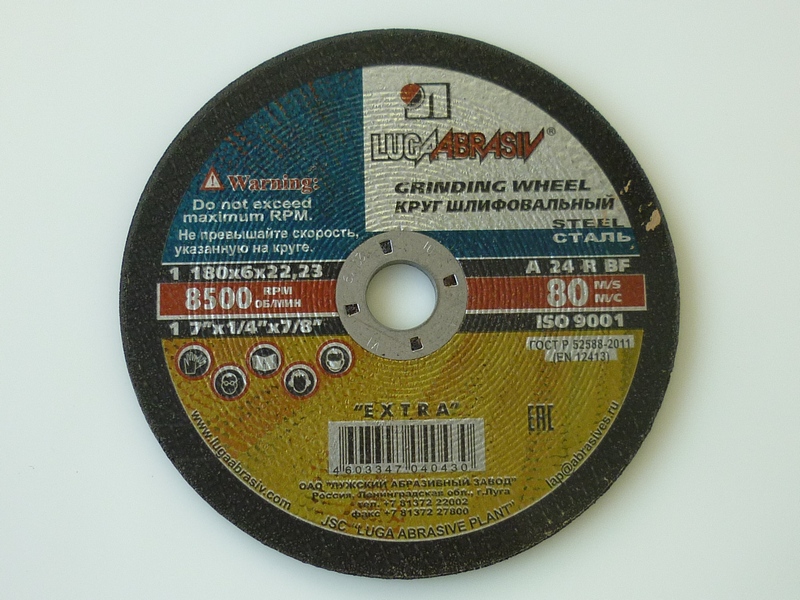 Л
LUGAABRASIV®
GRINDING WHEEL
КРУГ ШЛИФОВАЛЬНЫЙ
STEEL
СТАЛЬ
Warning:
Do not exceed
maximum RPM.
Не превышайте скорость,
указанную на круге.
1 180x6x22,23
8500 RPM
ОБ/МИН
1 7"x1/4"x7/8"
A 24 R BF
80 M/S
М/С
ISO 9001
ГОСТ Р 52588-2011
(EN 12413)
"EXTRA"
EAC
4603347040430
ОАО "ЛУЖСКИЙ АБРАЗИВНЫЙ ЗАВОД"
Россия, Ленинградская обл., г.Луга
тел. +7 81372 22002
факс +7 81372 27800
www.lugaabrasiv.com
JSC "LUGA ABRASIVE PLANT"
lap@abrasives.ru